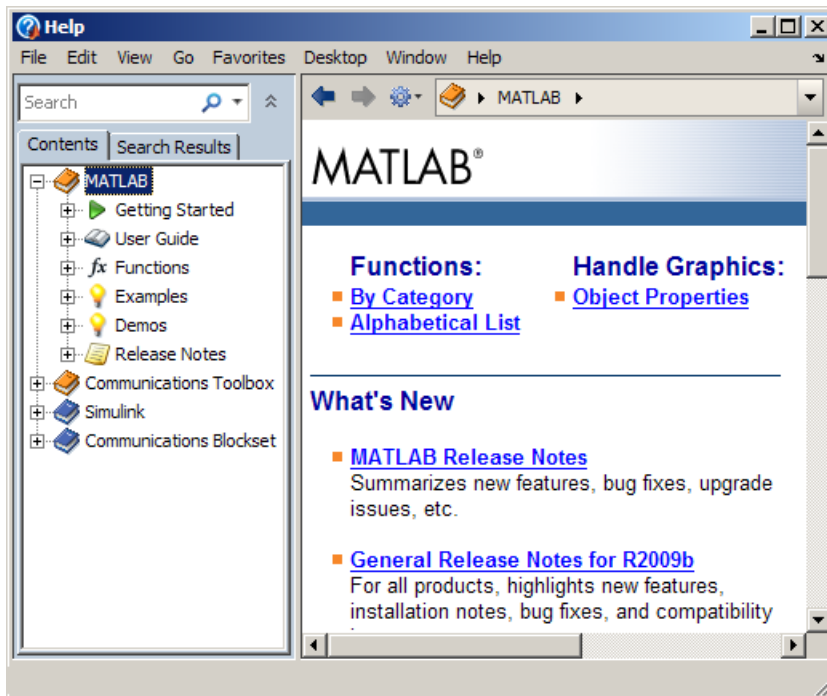 Help
File Edit View Go Favorites Desktop Window Help
Search
MATLAB
Contents Search Results
MATLAB
Getting Started
User Guide
fx Functions
Examples
Demos
Release Notes
Communications Toolbox
Simulink
Communications Blockset
MATLAB®
Functions: Handle Graphics:
By Category Object Properties
Alphabetical List
What's New
MATLAB Release Notes
Summarizes new features, bug fixes, upgrade
issues, etc.
General Release Notes for R2009b
For all products, highlights new features,
installation notes, bug fixes, and compatibility